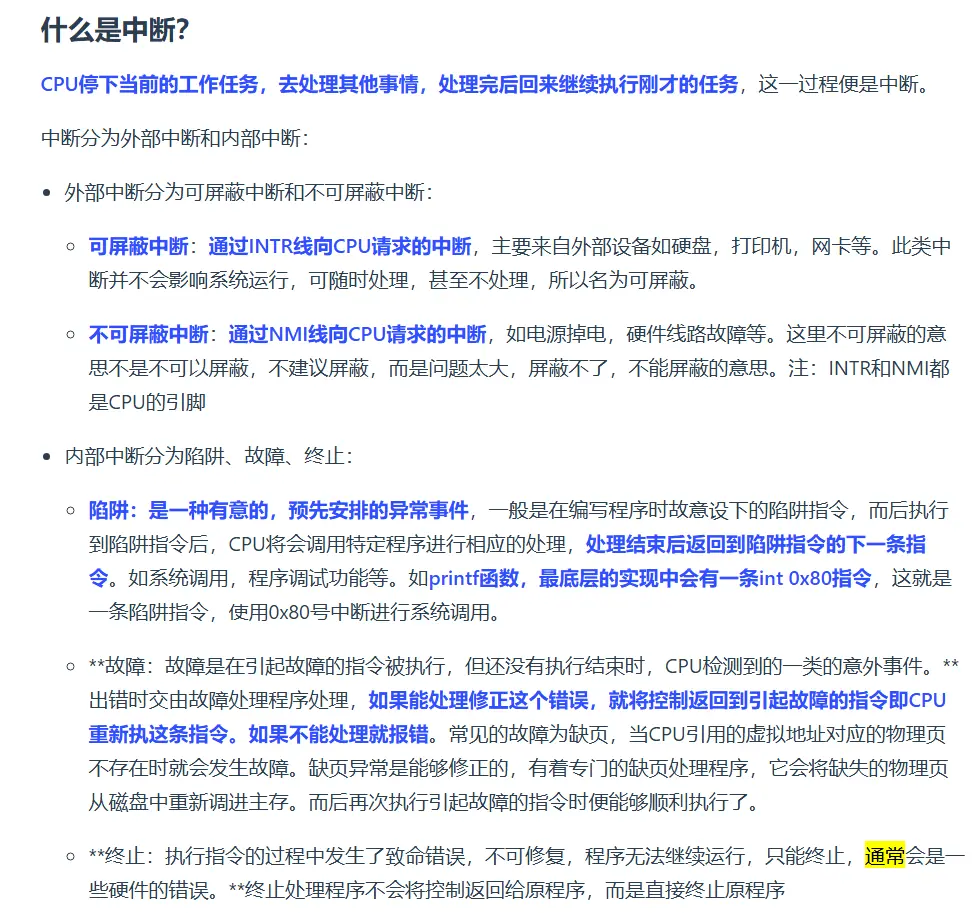 什么是中断?
CPU停下当前的工作任务，去处理其他事情，处理完后回来继续执行刚才的任务，这一过程便是中断。
中断分为外部中断和内部中断：
• 外部中断分为可屏蔽中断和不可屏蔽中断：
◦ 可屏蔽中断：通过INTR线向CPU请求的中断，主要来自外部设备如硬盘，打印机，网卡等。此类中
断并不会影响系统运行，可随时处理，甚至不处理，所以名为可屏蔽。
◦ 不可屏蔽中断：通过NMI线向CPU请求的中断，如电源掉电，硬件线路故障等。这里不可屏蔽的意
思不是不可以屏蔽，不建议屏蔽，而是问题太大，屏蔽不了，不能屏蔽的意思。注：INTR和NMI都
是CPU的引脚
• 内部中断分为陷阱、故障、终止：
◦ 陷阱：是一种有意的，预先安排的异常事件，一般是在编写程序时故意设下的陷阱指令，而后执行
到陷阱指令后，CPU将会调用特定程序进行相应的处理，处理结束后返回到陷阱指令的下一条指
令。如系统调用，程序调试功能等。如printf函数，最底层的实现中会有一条int 0x80指令，这就是
一条陷阱指令，使用0x80号中断进行系统调用。
◦ **故障：故障是在引起故障的指令被执行，但还没有执行结束时，CPU检测到的一类的意外事件。**
出错时交由故障处理程序处理，如果能处理修正这个错误，就将控制返回到引起故障的指令即CPU
重新执这条指令。如果不能处理就报错。常见的故障为缺页，当CPU引用的虚拟地址对应的物理页
不存在时就会发生故障。缺页异常是能够修正的，有着专门的缺页处理程序，它会将缺失的物理页
从磁盘中重新调进主存。而后再次执行引起故障的指令时便能够顺利执行了。
◦ **终止：执行指令的过程中发生了致命错误，不可修复，程序无法继续运行，只能终止，通常会是一
些硬件的错误。**终止处理程序不会将控制返回给原程序，而是直接终止原程序